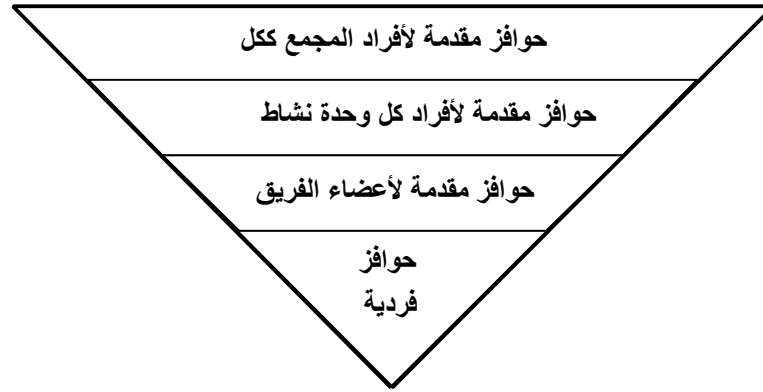 حوافز مقدمة لأفراد المجمع ككل
حوافز مقدمة لأفراد كل وحدة نشاط
حوافز مقدمة لأعضاء الفريق
حوافز
فردية